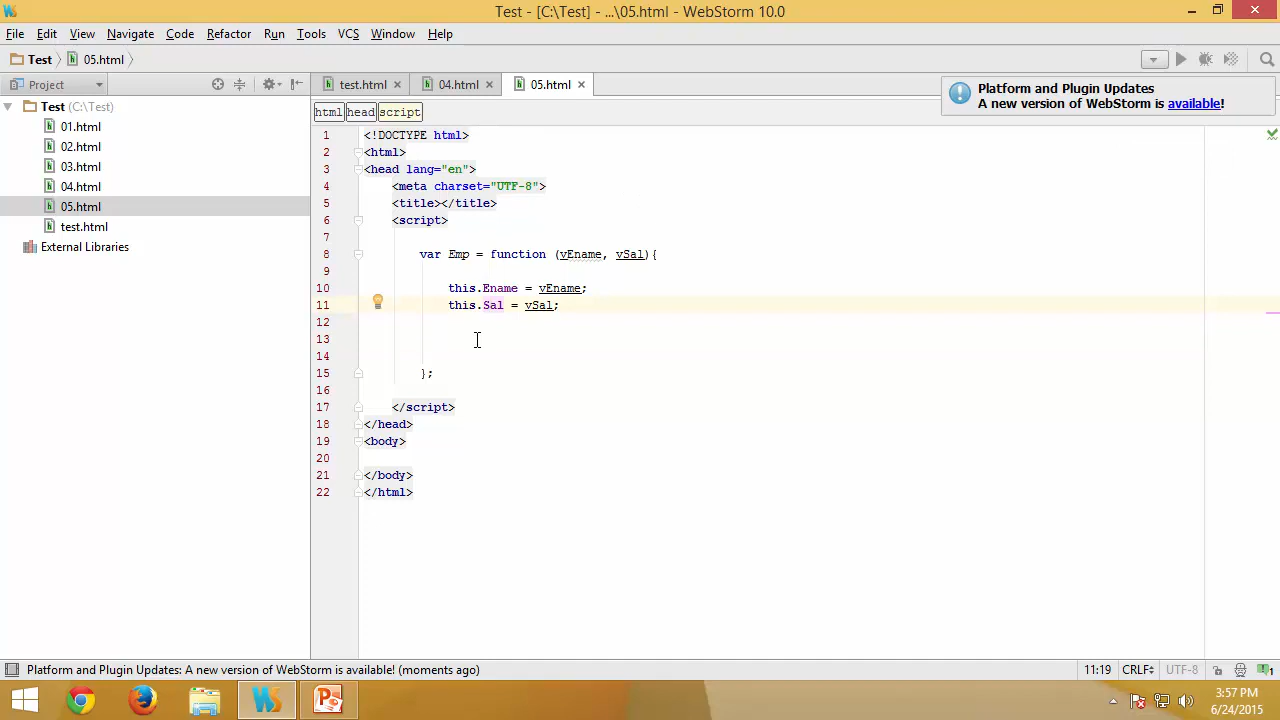 Test - [C:\Test] - ...\05.html - WebStorm 10.0
File Edit View Navigate Code Refactor Run Tools VCS Window Help
Test 05.html
Project
test.html 04.html 05.html
Platform and Plugin Updates
A new version of WebStorm is available!
Test (C:\Test)
01.html
02.html
03.html
04.html
05.html
test.html
External Libraries
html head script
1 <!DOCTYPE html>
2 <html>
3 <head lang="en">
4 <meta charset="UTF-8">
5 <title></title>
6 <script>
7
8 var Emp = function (vEname, vSal){
9
10 this.Ename = vEname;
11 this.Sal = vSal;
12
13
14
15 };
16
17 </script>
18 </head>
19 <body>
20
21 </body>
22 </html>
Platform and Plugin Updates: A new version of WebStorm is available! (moments ago)
11:19 CRLF UTF-8 1
3:57 PM
6/24/2015